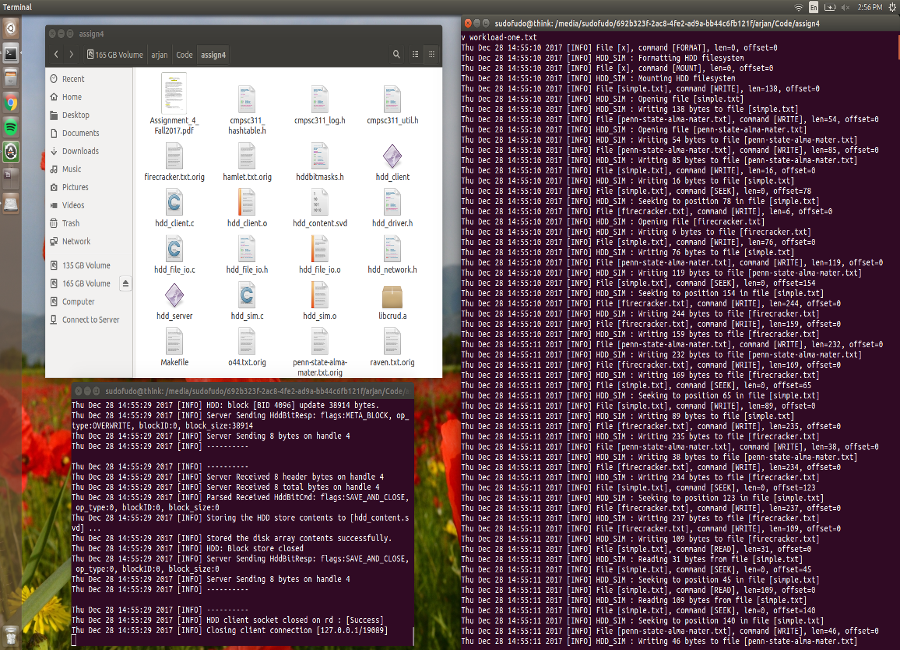 Terminal
En
2:56 PM
assign4
165 GB Volume
arjan
Code
assign4
Recent
Home
Desktop
Documents
Downloads
Music
Pictures
Videos
Trash
Network
135 GB Volume
165 GB Volume
Computer
Connect to Server
Assignment_4_
Fall2017.pdf
cmpsc311_
hashtable.h
cmpsc311_log.h
cmpsc311_util.h
firecracker.txt.orig
hamlet.txt.orig
hddbitmasks.h
hdd_client
hdd_client.c
hdd_client.o
hdd_content.svd
hdd_driver.h
hdd_file_io.c
hdd_file_io.h
hdd_file_io.o
hdd_network.h
hdd_server
hdd_sim.c
hdd_sim.o
libcrud.a
Makefile
o44.txt.orig
penn-state-alma-
mater.txt.orig
raven.txt.orig
sudofudo@think: /media/sudofudo/692b323f-2ac8-4fe2-ad9a-bb44c6fb121f/arjan/Code/
Thu Dec 28 14:55:29 2017 [INFO] HDD: block [BID 4096] update 38914 bytes.
Thu Dec 28 14:55:29 2017 [INFO] Server Sending HddBitResp: flags:META_BLOCK, op_
type:OVERWRITE, blockID:0, block_size:38914
Thu Dec 28 14:55:29 2017 [INFO] Server Sending 8 bytes on handle 4
Thu Dec 28 14:55:29 2017 [INFO] ----------
Thu Dec 28 14:55:29 2017 [INFO] ----------
Thu Dec 28 14:55:29 2017 [INFO] Server Received 8 header bytes on handle 4
Thu Dec 28 14:55:29 2017 [INFO] Server Received 8 total bytes on handle 4
Thu Dec 28 14:55:29 2017 [INFO] Parsed Received HddBitCmd: flags:SAVE_AND_CLOSE,
op_type:0, blockID:0, block_size:0
Thu Dec 28 14:55:29 2017 [INFO] Storing the HDD store contents to [hdd_content.s
vd] ...
Thu Dec 28 14:55:29 2017 [INFO] Stored the disk array contents successfully.
Thu Dec 28 14:55:29 2017 [INFO] HDD: Block store closed
Thu Dec 28 14:55:29 2017 [INFO] Server Sending HddBitResp: flags:SAVE_AND_CLOSE,
op_type:0, blockID:0, block_size:0
Thu Dec 28 14:55:29 2017 [INFO] Server Sending 8 bytes on handle 4
Thu Dec 28 14:55:29 2017 [INFO] ----------
Thu Dec 28 14:55:29 2017 [INFO] ----------
Thu Dec 28 14:55:29 2017 [INFO] HDD client socket closed on rd : [Success]
Thu Dec 28 14:55:29 2017 [INFO] Closing client connection [127.0.0.1/19089]
sudofudo@think: /media/sudofudo/692b323f-2ac8-4fe2-ad9a-bb44c6fb121f/arjan/Code/assign4
v workload-one.txt
Thu Dec 28 14:55:10 2017 [INFO] File [x], command [FORMAT], len=0, offset=0
Thu Dec 28 14:55:10 2017 [INFO] HDD_SIM : Formatting HDD filesystem
Thu Dec 28 14:55:10 2017 [INFO] File [x], command [MOUNT], len=0, offset=0
Thu Dec 28 14:55:10 2017 [INFO] HDD_SIM : Mounting HDD filesystem
Thu Dec 28 14:55:10 2017 [INFO] File [simple.txt], command [WRITE], len=138, offset=0
Thu Dec 28 14:55:10 2017 [INFO] HDD_SIM : Opening file [simple.txt]
Thu Dec 28 14:55:10 2017 [INFO] HDD_SIM : Writing 138 bytes to file [simple.txt]
Thu Dec 28 14:55:10 2017 [INFO] File [penn-state-alma-mater.txt], command [WRITE], len=54, offset=0
Thu Dec 28 14:55:10 2017 [INFO] HDD_SIM : Opening file [penn-state-alma-mater.txt]
Thu Dec 28 14:55:10 2017 [INFO] HDD_SIM : Writing 54 bytes to file [penn-state-alma-mater.txt]
Thu Dec 28 14:55:10 2017 [INFO] File [penn-state-alma-mater.txt], command [WRITE], len=85, offset=0
Thu Dec 28 14:55:10 2017 [INFO] HDD_SIM : Writing 85 bytes to file [penn-state-alma-mater.txt]
Thu Dec 28 14:55:10 2017 [INFO] File [simple.txt], command [WRITE], len=16, offset=0
Thu Dec 28 14:55:10 2017 [INFO] HDD_SIM : Writing 16 bytes to file [simple.txt]
Thu Dec 28 14:55:10 2017 [INFO] File [simple.txt], command [SEEK], len=0, offset=78
Thu Dec 28 14:55:10 2017 [INFO] HDD_SIM : Seeking to position 78 in file [simple.txt]
Thu Dec 28 14:55:10 2017 [INFO] File [firecracker.txt], command [WRITE], len=6, offset=0
Thu Dec 28 14:55:10 2017 [INFO] HDD_SIM : Opening file [firecracker.txt]
Thu Dec 28 14:55:10 2017 [INFO] HDD_SIM : Writing 6 bytes to file [firecracker.txt]
Thu Dec 28 14:55:10 2017 [INFO] File [simple.txt], command [WRITE], len=76, offset=0
Thu Dec 28 14:55:10 2017 [INFO] HDD_SIM : Writing 76 bytes to file [simple.txt]
Thu Dec 28 14:55:10 2017 [INFO] File [penn-state-alma-mater.txt], command [WRITE], len=119, offset=0
Thu Dec 28 14:55:10 2017 [INFO] HDD_SIM : Writing 119 bytes to file [penn-state-alma-mater.txt]
Thu Dec 28 14:55:10 2017 [INFO] File [simple.txt], command [SEEK], len=0, offset=154
Thu Dec 28 14:55:10 2017 [INFO] HDD_SIM : Seeking to position 154 in file [simple.txt]
Thu Dec 28 14:55:10 2017 [INFO] File [firecracker.txt], command [WRITE], len=244, offset=0
Thu Dec 28 14:55:10 2017 [INFO] HDD_SIM : Writing 244 bytes to file [firecracker.txt]
Thu Dec 28 14:55:10 2017 [INFO] File [firecracker.txt], command [WRITE], len=159, offset=0
Thu Dec 28 14:55:10 2017 [INFO] HDD_SIM : Writing 159 bytes to file [firecracker.txt]
Thu Dec 28 14:55:11 2017 [INFO] File [penn-state-alma-mater.txt], command [WRITE], len=232, offset=0
Thu Dec 28 14:55:11 2017 [INFO] HDD_SIM : Writing 232 bytes to file [penn-state-alma-mater.txt]
Thu Dec 28 14:55:11 2017 [INFO] File [firecracker.txt], command [WRITE], len=169, offset=0
Thu Dec 28 14:55:11 2017 [INFO] HDD_SIM : Writing 169 bytes to file [firecracker.txt]
Thu Dec 28 14:55:11 2017 [INFO] File [simple.txt], command [SEEK], len=0, offset=65
Thu Dec 28 14:55:11 2017 [INFO] HDD_SIM : Seeking to position 65 in file [simple.txt]
Thu Dec 28 14:55:11 2017 [INFO] File [simple.txt], command [WRITE], len=89, offset=0
Thu Dec 28 14:55:11 2017 [INFO] HDD_SIM : Writing 89 bytes to file [simple.txt]
Thu Dec 28 14:55:11 2017 [INFO] File [firecracker.txt], command [WRITE], len=235, offset=0
Thu Dec 28 14:55:11 2017 [INFO] HDD_SIM : Writing 235 bytes to file [firecracker.txt]
Thu Dec 28 14:55:11 2017 [INFO] File [penn-state-alma-mater.txt], command [WRITE], len=38, offset=0
Thu Dec 28 14:55:11 2017 [INFO] HDD_SIM : Writing 38 bytes to file [penn-state-alma-mater.txt]
Thu Dec 28 14:55:11 2017 [INFO] File [firecracker.txt], command [WRITE], len=234, offset=0
Thu Dec 28 14:55:11 2017 [INFO] HDD_SIM : Writing 234 bytes to file [firecracker.txt]
Thu Dec 28 14:55:11 2017 [INFO] File [simple.txt], command [SEEK], len=0, offset=123
Thu Dec 28 14:55:11 2017 [INFO] HDD_SIM : Seeking to position 123 in file [simple.txt]
Thu Dec 28 14:55:11 2017 [INFO] File [firecracker.txt], command [WRITE], len=237, offset=0
Thu Dec 28 14:55:11 2017 [INFO] HDD_SIM : Writing 237 bytes to file [firecracker.txt]
Thu Dec 28 14:55:11 2017 [INFO] File [firecracker.txt], command [WRITE], len=109, offset=0
Thu Dec 28 14:55:11 2017 [INFO] HDD_SIM : Writing 109 bytes to file [firecracker.txt]
Thu Dec 28 14:55:11 2017 [INFO] File [simple.txt], command [READ], len=31, offset=0
Thu Dec 28 14:55:11 2017 [INFO] HDD_SIM : Reading 31 bytes from file [simple.txt]
Thu Dec 28 14:55:11 2017 [INFO] File [simple.txt], command [SEEK], len=0, offset=45
Thu Dec 28 14:55:11 2017 [INFO] HDD_SIM : Seeking to position 45 in file [simple.txt]
Thu Dec 28 14:55:11 2017 [INFO] File [simple.txt], command [READ], len=109, offset=0
Thu Dec 28 14:55:11 2017 [INFO] HDD_SIM : Reading 109 bytes from file [simple.txt]
Thu Dec 28 14:55:11 2017 [INFO] File [simple.txt], command [SEEK], len=0, offset=140
Thu Dec 28 14:55:11 2017 [INFO] HDD_SIM : Seeking to position 140 in file [simple.txt]
Thu Dec 28 14:55:11 2017 [INFO] File [penn-state-alma-mater.txt], command [WRITE], len=46, offset=0
Thu Dec 28 14:55:11 2017 [INFO] HDD_SIM : Writing 46 bytes to file [penn-state-alma-mater.txt]